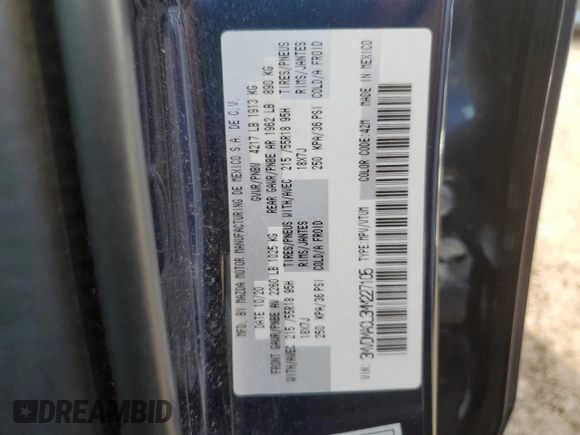 MFD. BY MAZDA MOTOR MANUFACTURING DE MEXICO S.A. DE C.V.
DATE 10/20 GVWR/PNBV 4217 LB 1913 KG
FRONT GAWR/PNBE AV 2260 LB 1025 KG REAR GAWR/PNBE AR 1962 LB 890 KG
WITH/AVEC 215 /55R18 95H TIRES/PNEUS WITH/AVEC 215 /55R18 95H TIRES/PNEUS
18X7J RIMS/JANTES 18X7J RIMS/JANTES
250 KPA/36 PSI COLD/A FROID 250 KPA/36 PSI COLD/A FROID
VIN: 3MVDMACL3MM227105 TYPE:MPV/VTUM COLOR CODE:42M MADE IN MEXICO
DREAMBID